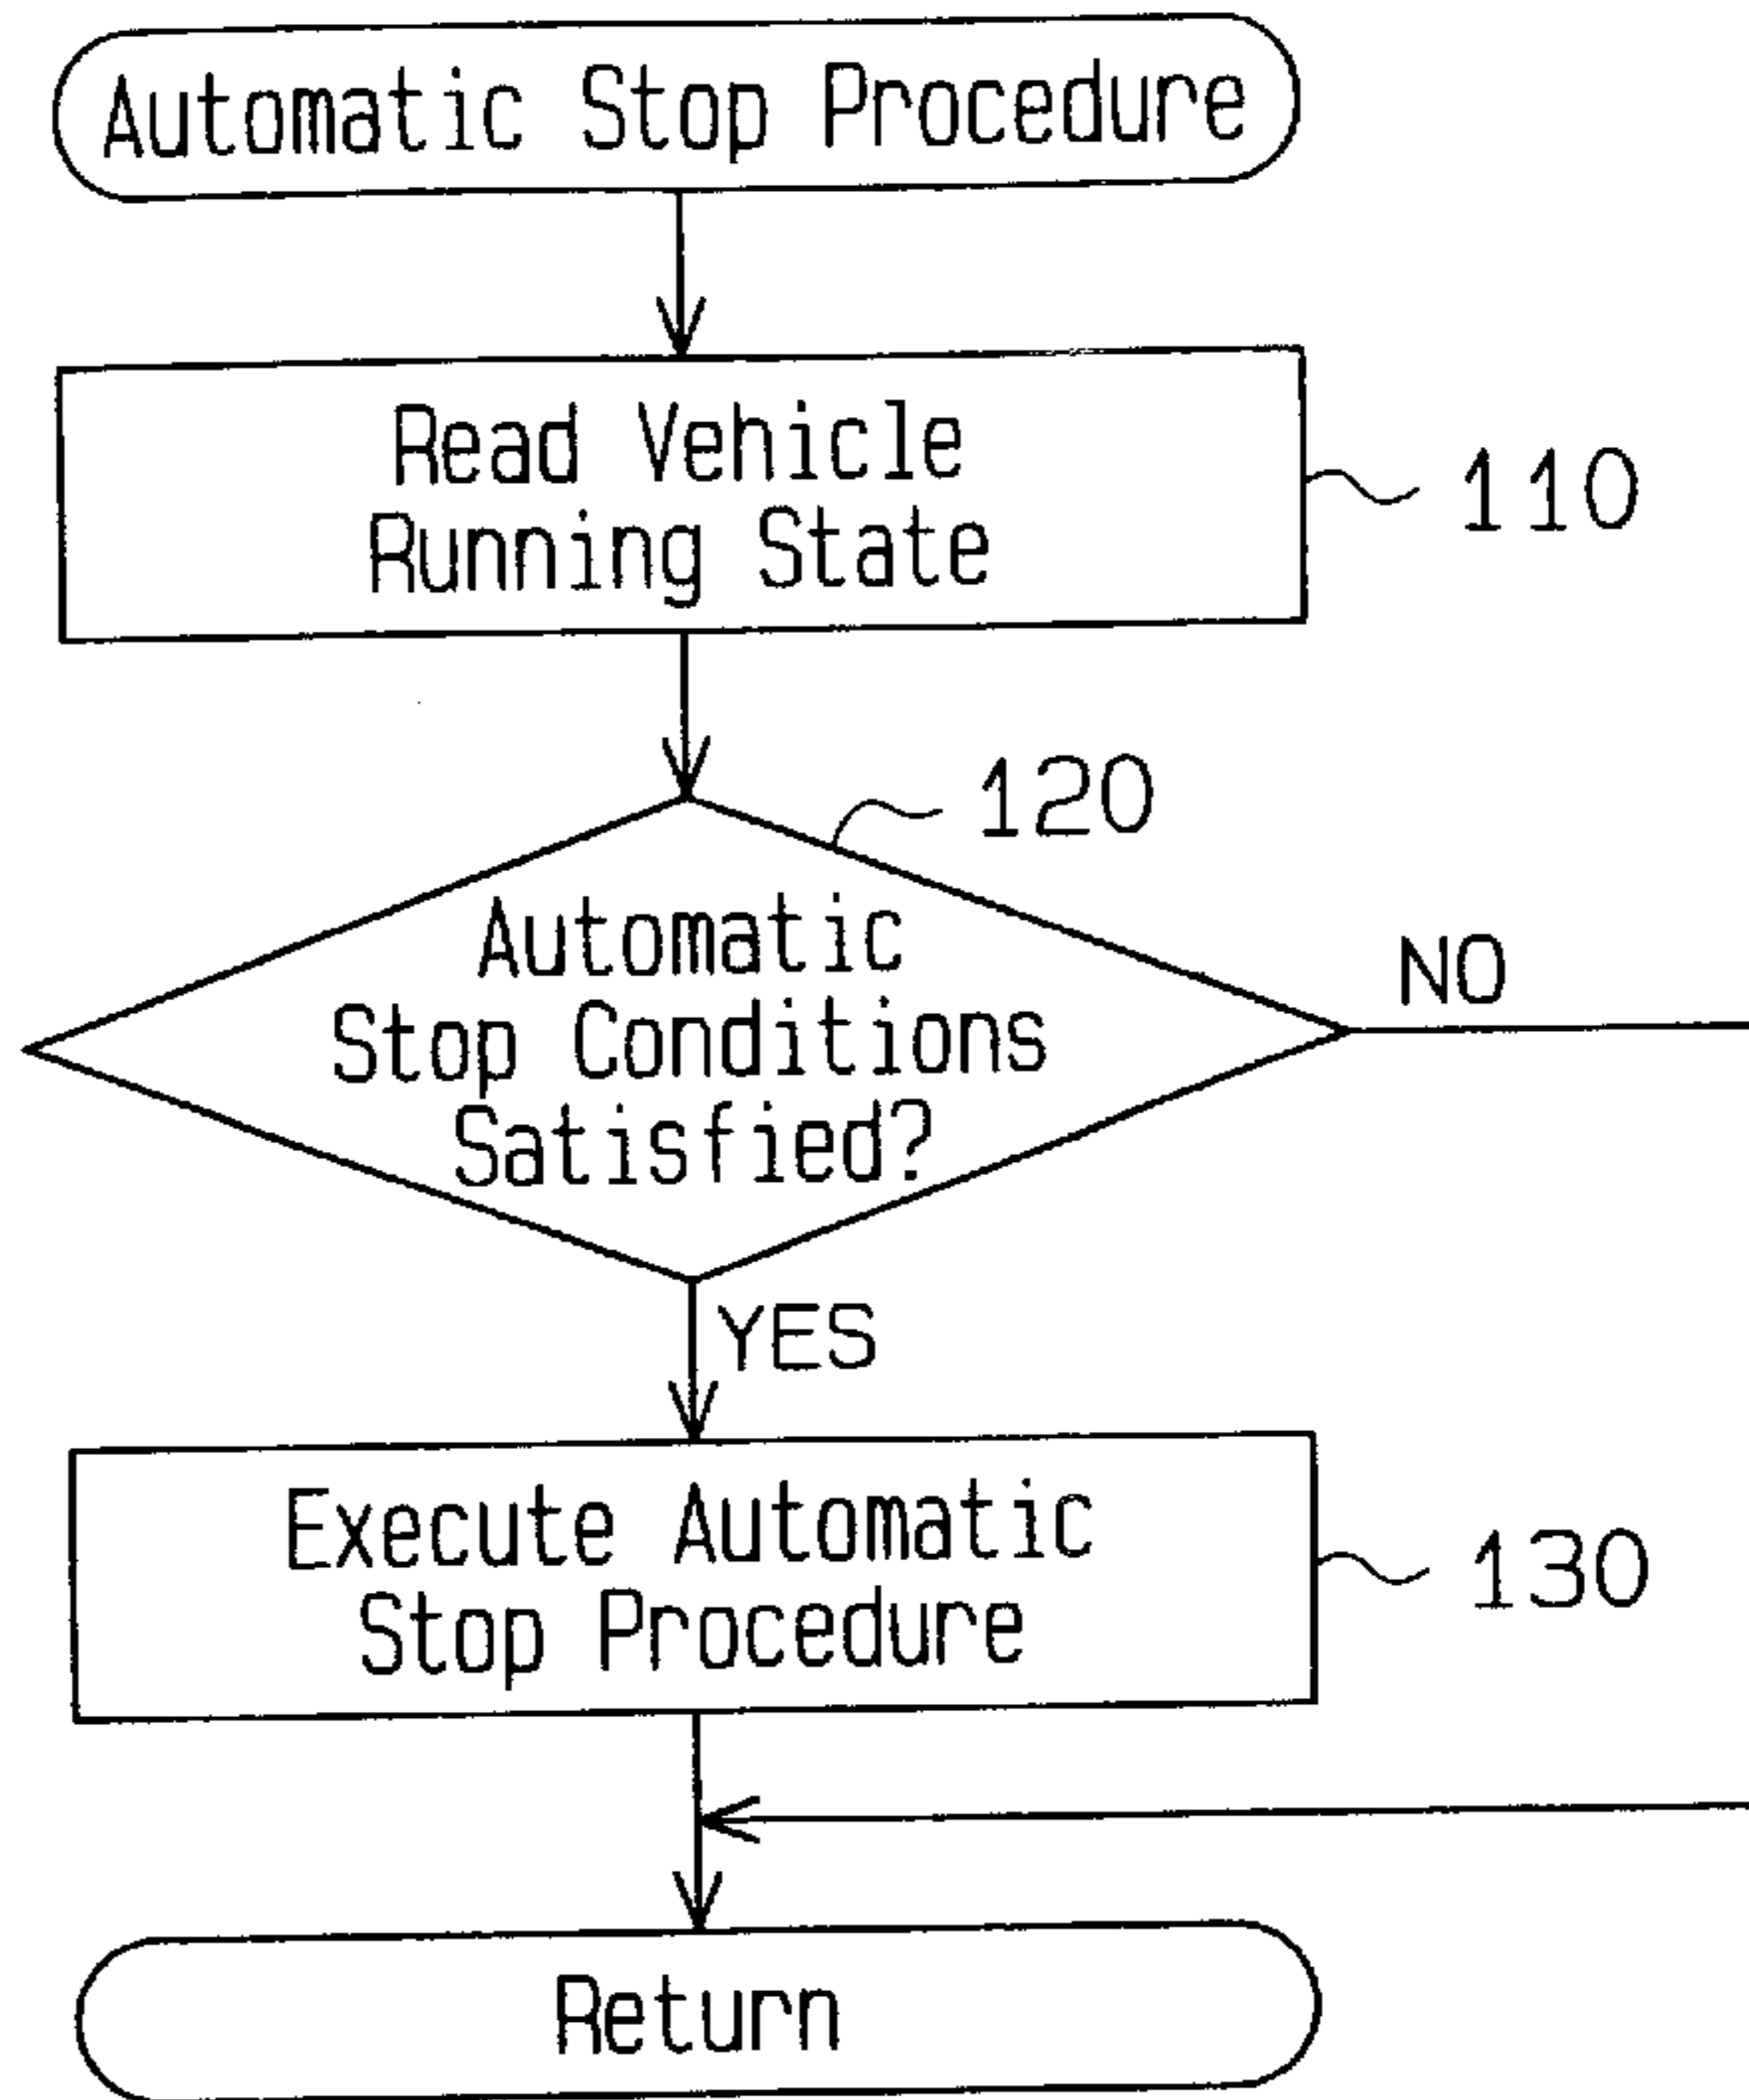 Automatic Stop Procedure
Read Vehicle
Running State
110
120
Automatic
Stop Conditions
Satisfied?
NO
YES
Execute Automatic
Stop Procedure
130
Return